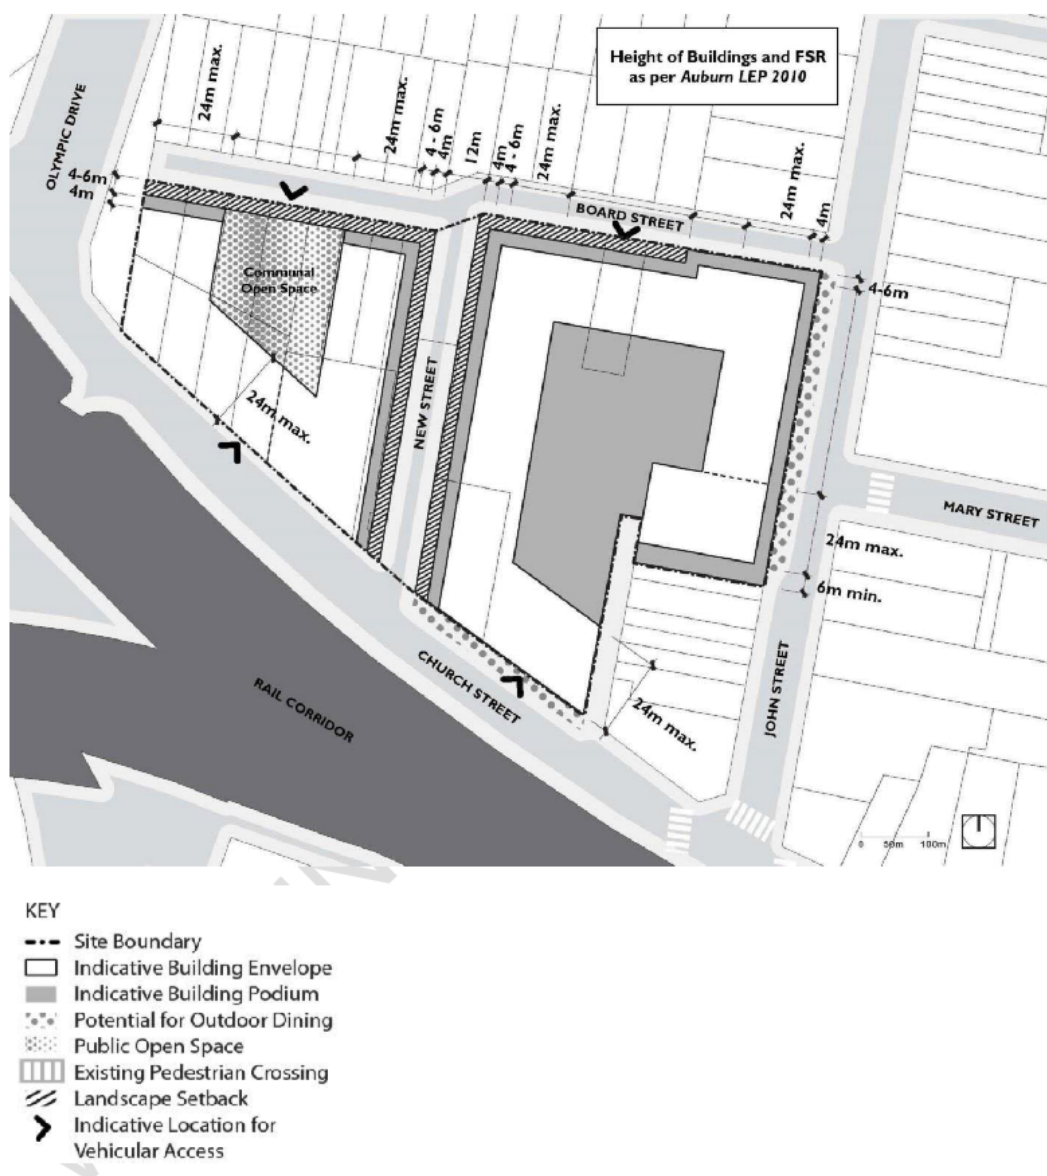 Height of Buildings and FSR
as per Auburn LEP 2010
24m max.
24m max.
4 - 6m
4m
12m
4m
4 - 6m
24m max.
24m max.
4m
OLYMPIC DRIVE
4-6m
4m
BOARD STREET
Communal
Open Space
4-6m
24m max.
NEW STREET
MARY STREET
24m max.
6m min.
CHURCH STREET
RAIL CORRIDOR
24m max.
JOHN STREET
0 50m 100m
KEY
Site Boundary
Indicative Building Envelope
Indicative Building Podium
Potential for Outdoor Dining
Public Open Space
Existing Pedestrian Crossing
Landscape Setback
Indicative Location for
Vehicular Access